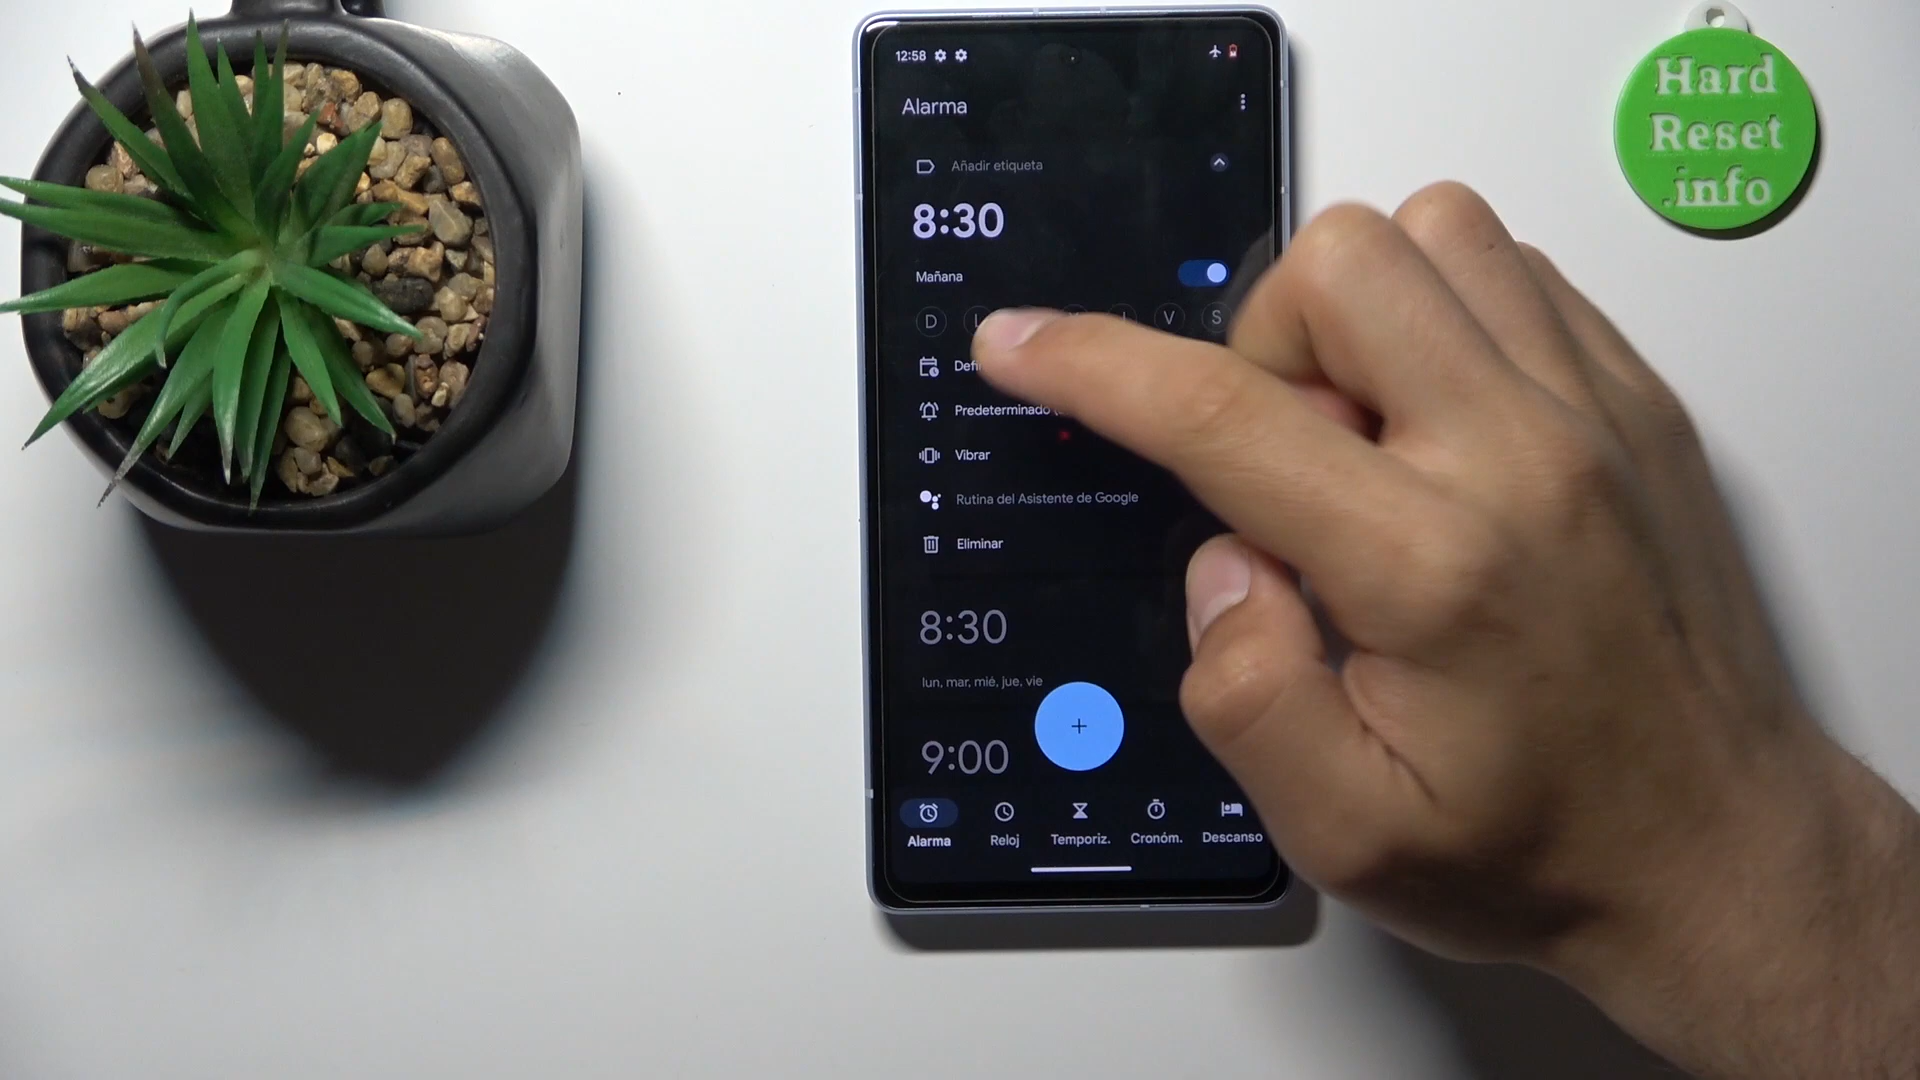 12:58
Alarma
Añadir etiqueta
8:30
Mañana
D L V S
Predeterminado
Vibrar
Rutina del Asistente de Google
Eliminar
8:30
lun, mar, mié, jue, vie
9:00
Alarma Reloj Temporiz. Cronóm. Descanso
Hard
Reset
.info